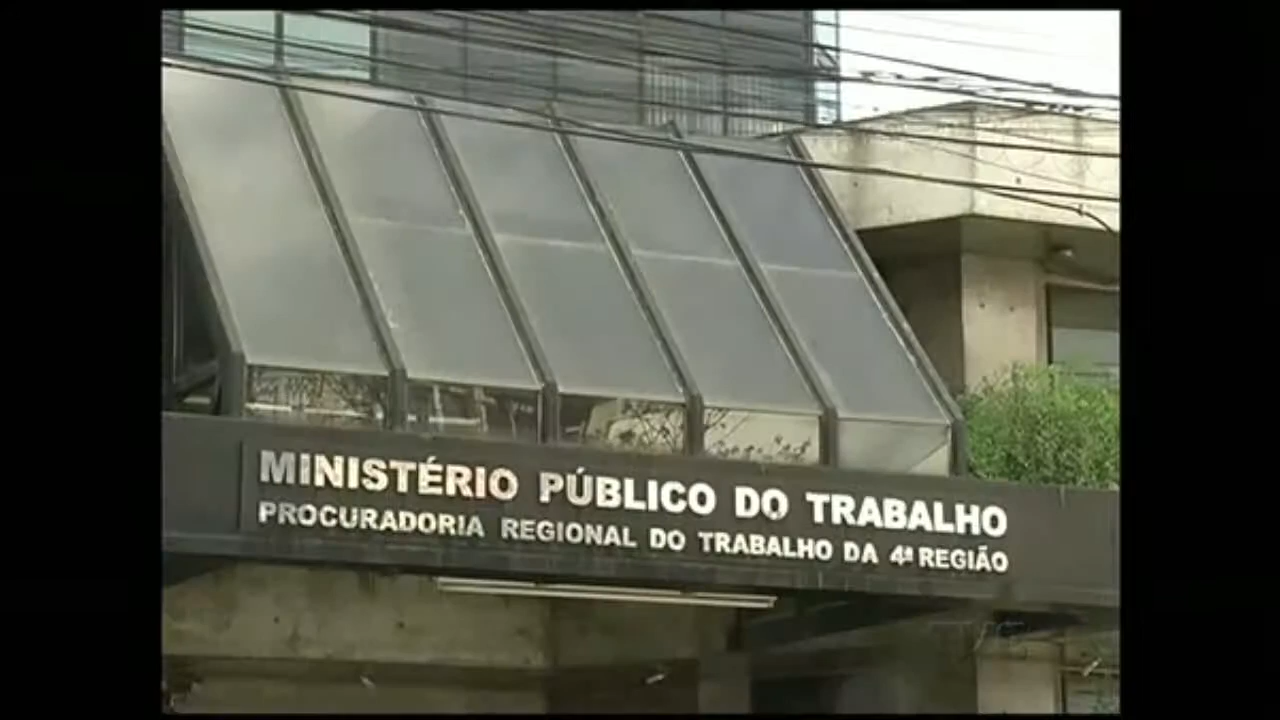 MINISTÉRIO PÚBLICO DO TRABALHO
PROCURADORIA REGIONAL DO TRABALHO DA 4ª REGIÃO